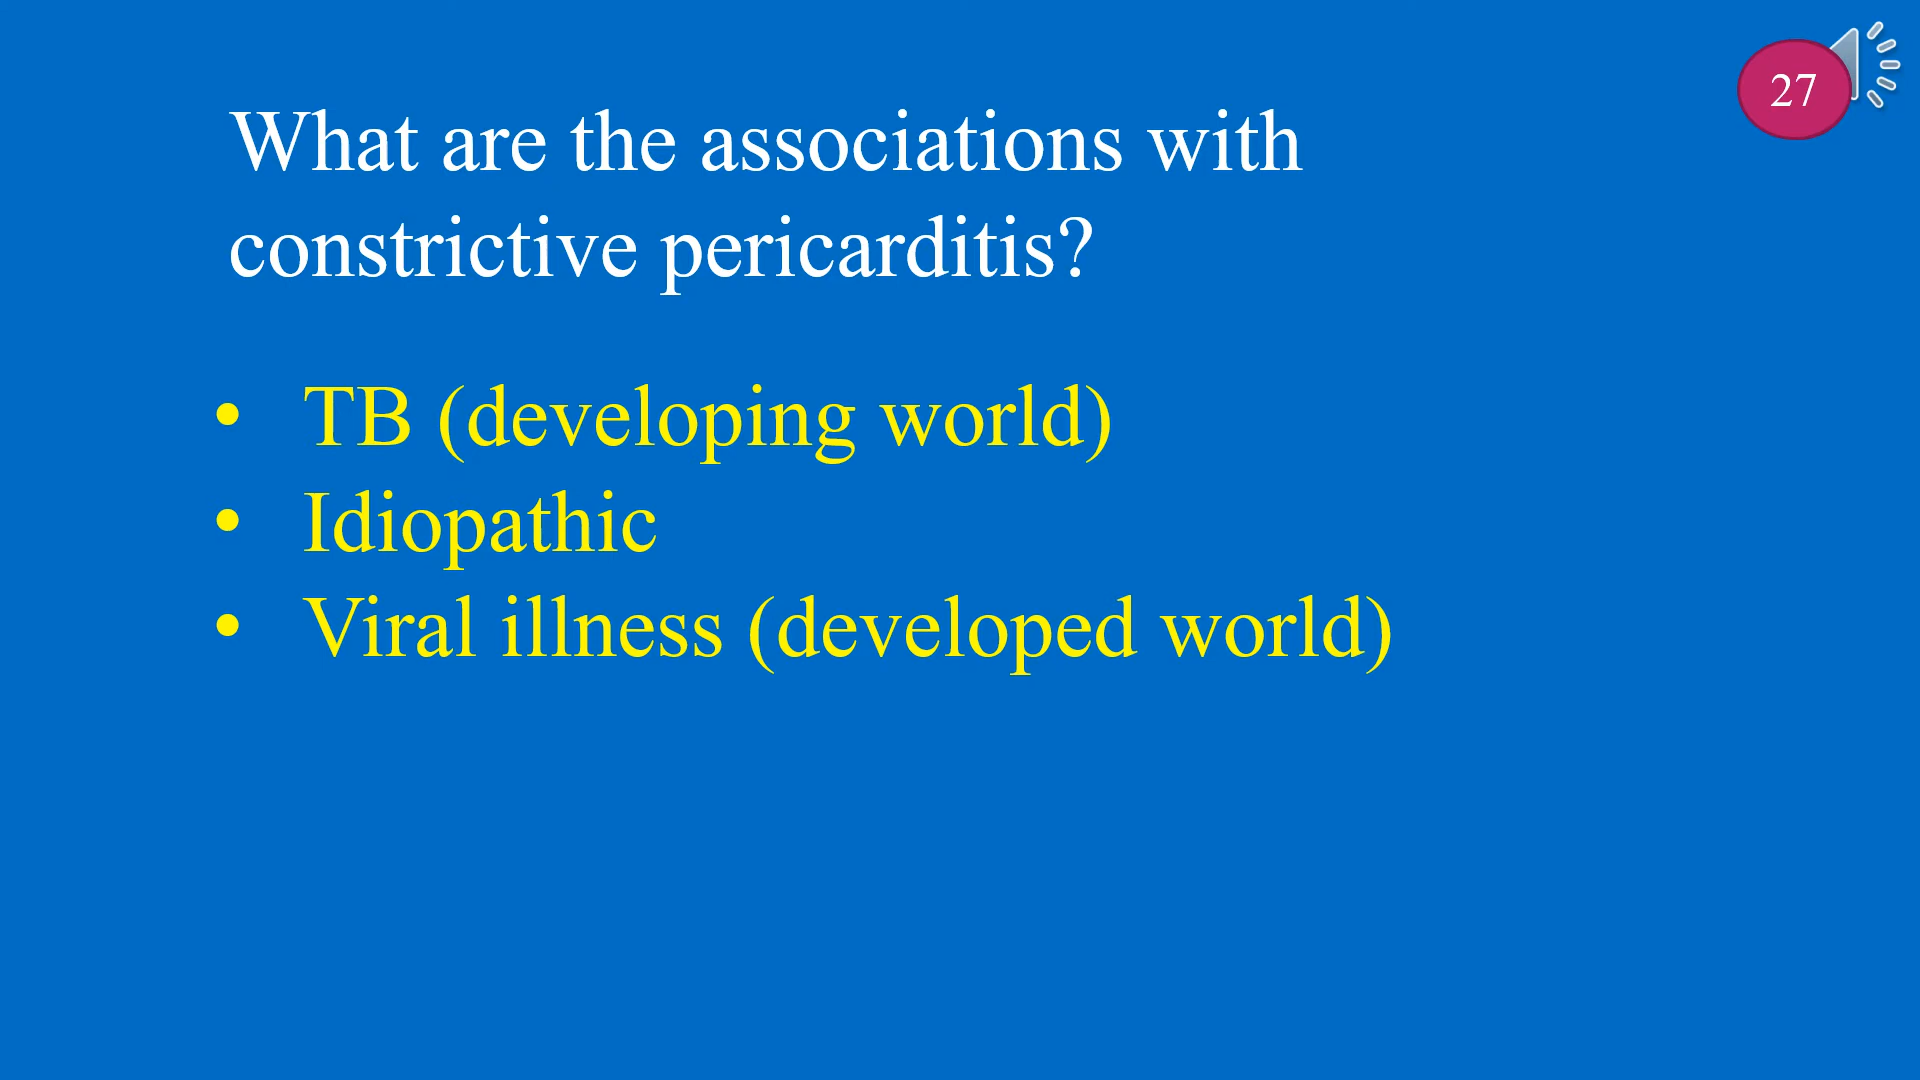 27
What are the associations with
constrictive pericarditis?
• TB (developing world)
• Idiopathic
• Viral illness (developed world)